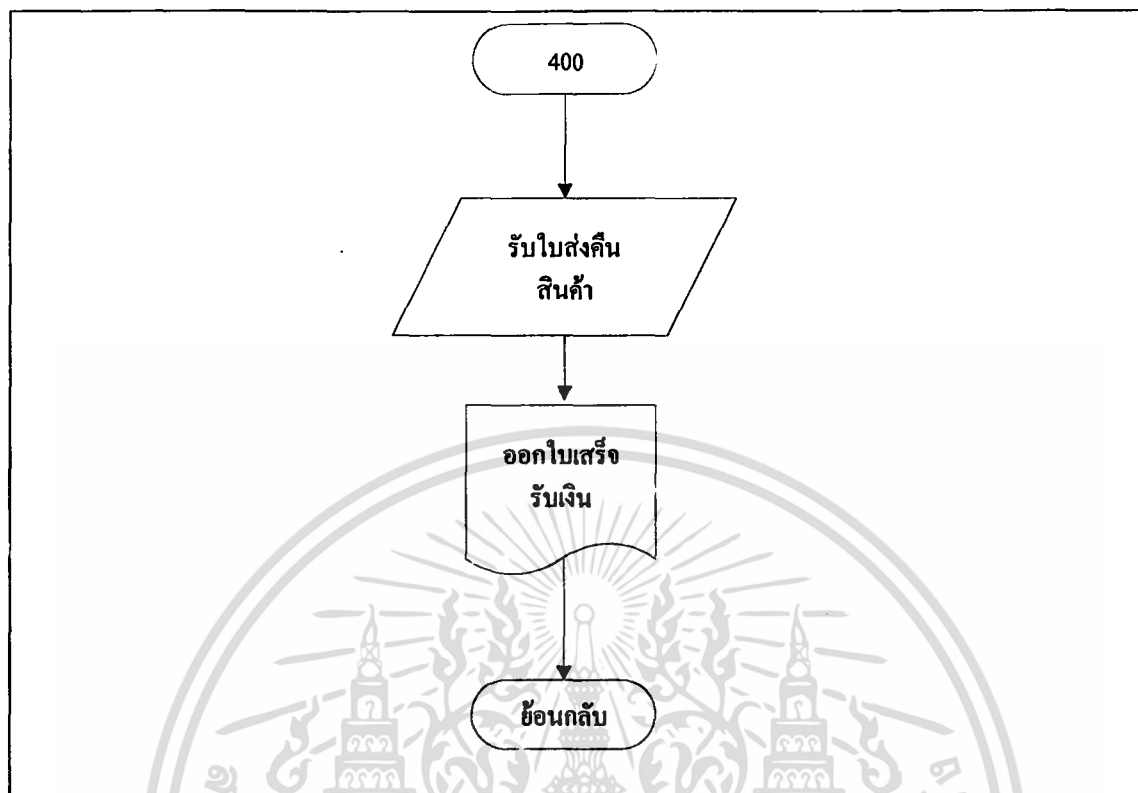 400
รับใบส่งคืน
สินค้า
ออกใบเสร็จ
รับเงิน
ย้อนกลับ